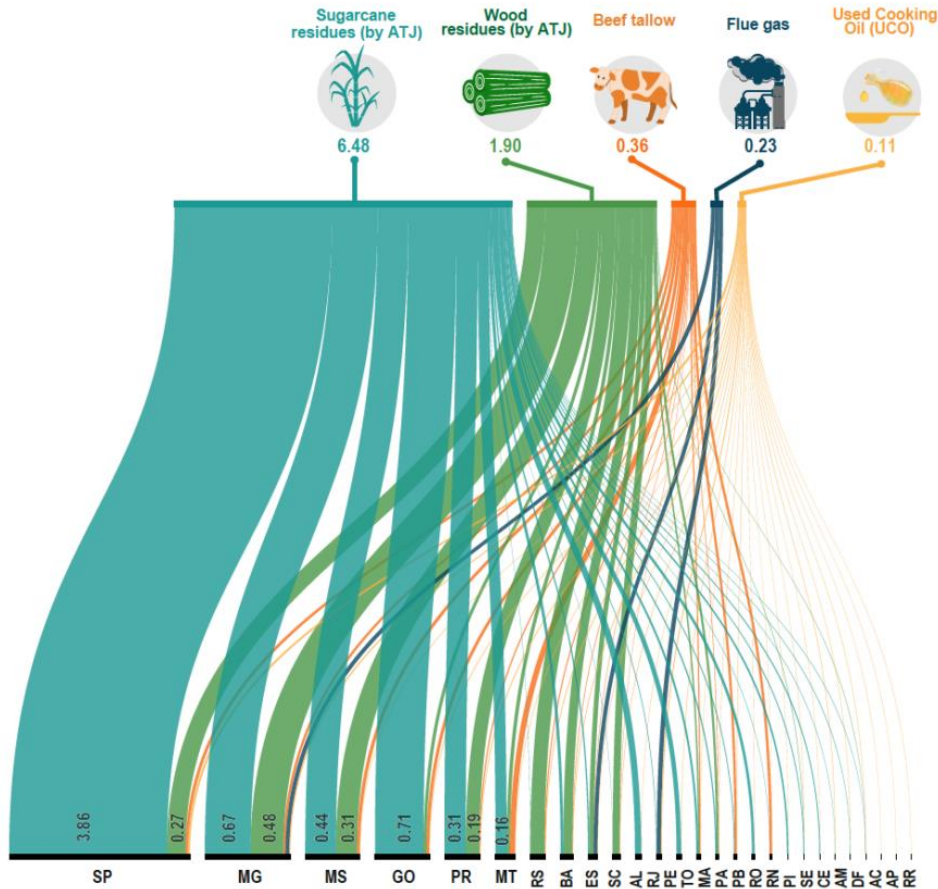 Sugarcane
residues (by ATJ)
Wood
residues (by ATJ)
Beef tallow
Flue gas
Used Cooking
Oil (UCO)
6.48
1.90
0.36
0.23
0.11
3.86
0.27
0.67
0.48
0.44
0.31
0.71
0.31
0.19
0.16
SP
MG
MS
GO
PR
MT
RS
BA
ES
SC
AL
RJ
PE
TO
MA
PA
PB
RO
RN
PI
SE
CE
AM
DF
AC
AP
RR